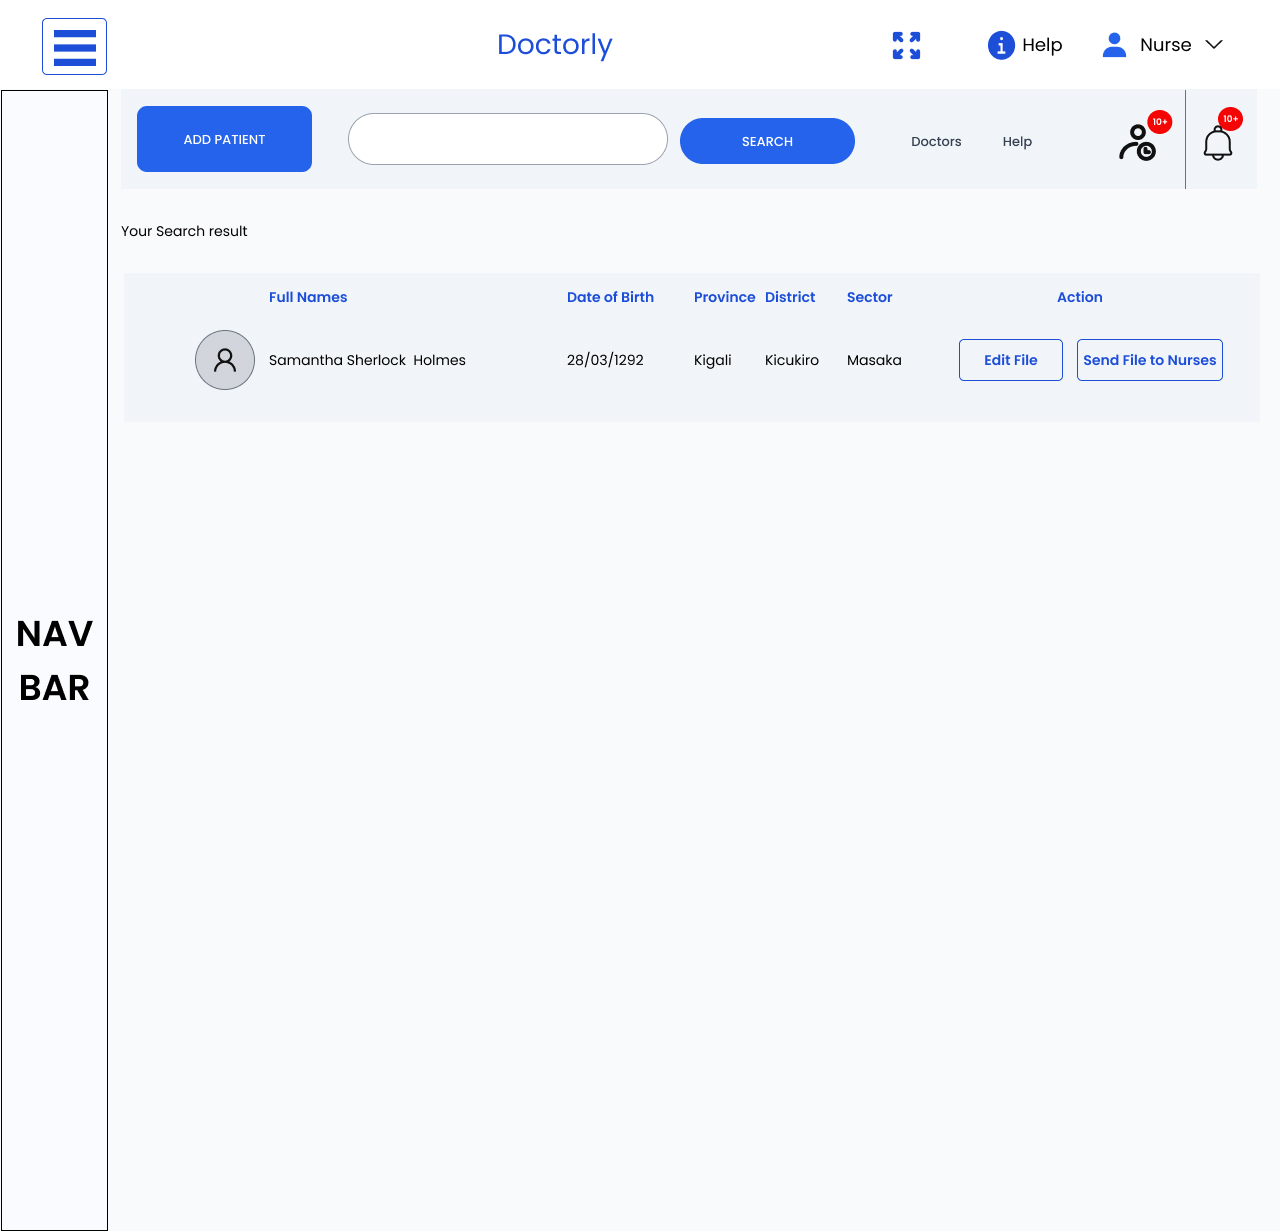 Doctorly
Help
Nurse
ADD PATIENT
SEARCH
Doctors
Help
10+
10+
Your Search result
Full Names Date of Birth Province District Sector Action
Samantha Sherlock Holmes 28/03/1292 Kigali Kicukiro Masaka Edit File Send File to Nurses
NAV
BAR